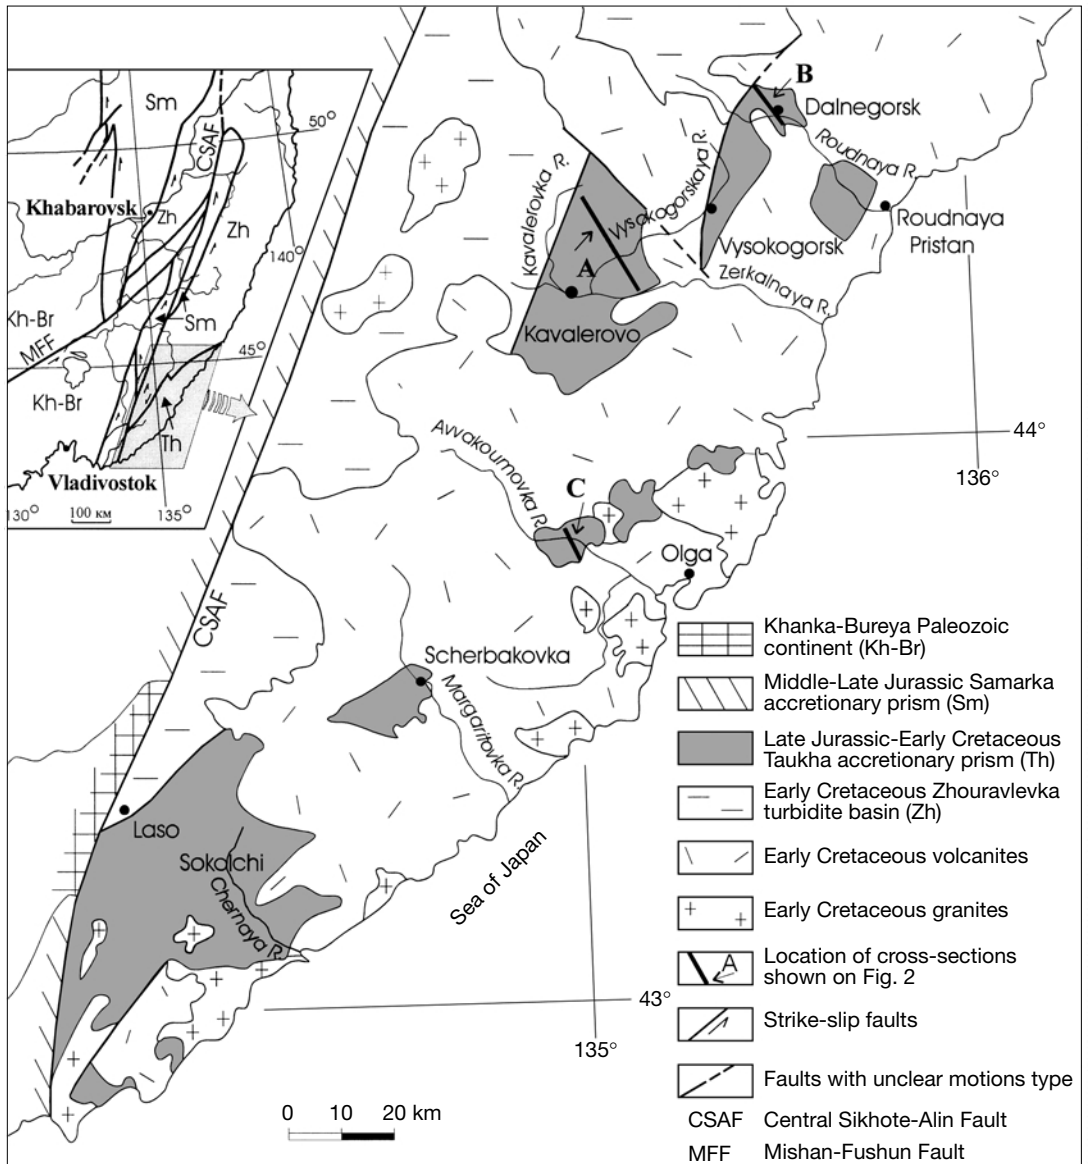 Sm
50°
CSAF
Khabarovsk
Zh
Zh
140°
Kh-Br
Sm
MFF
45°
Kh-Br
Th
Vladivostok
130°
100 км
135°
B
Dalnegorsk
Roudnaya R.
Kavalerovka R.
Vysokogorskaya R.
Roudnaya
Pristan
Vysokogorsk
A
Zerkalnaya R.
Kavalerovo
44°
136°
Avvakoumovka R.
C
Olga
CSAF
Scherbakovka
Margaritovka R.
Laso
Sokalchi
Chernaya R.
Sea of Japan
43°
135°
0 10 20 km
Khanka-Bureya Paleozoic
continent (Kh-Br)
Middle-Late Jurassic Samarka
accretionary prism (Sm)
Late Jurassic-Early Cretaceous
Taukha accretionary prism (Th)
Early Cretaceous Zhouravlevka
turbidite basin (Zh)
Early Cretaceous volcanites
Early Cretaceous granites
A
Location of cross-sections
shown on Fig. 2
Strike-slip faults
Faults with unclear motions type
CSAF Central Sikhote-Alin Fault
MFF Mishan-Fushun Fault